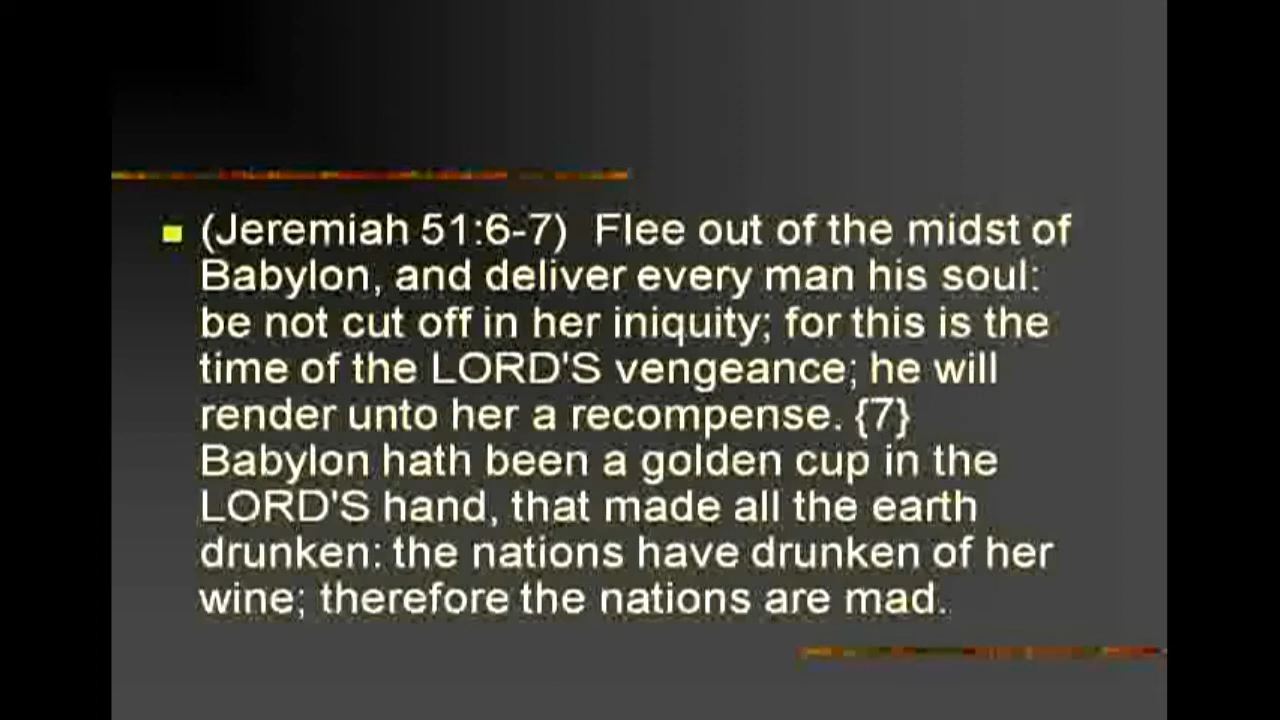 (Jeremiah 51:6-7) Flee out of the midst of
Babylon, and deliver every man his soul:
be not cut off in her iniquity; for this is the
time of the LORD'S vengeance; he will
render unto her a recompense. {7}
Babylon hath been a golden cup in the
LORD'S hand, that made all the earth
drunken: the nations have drunken of her
wine; therefore the nations are mad.